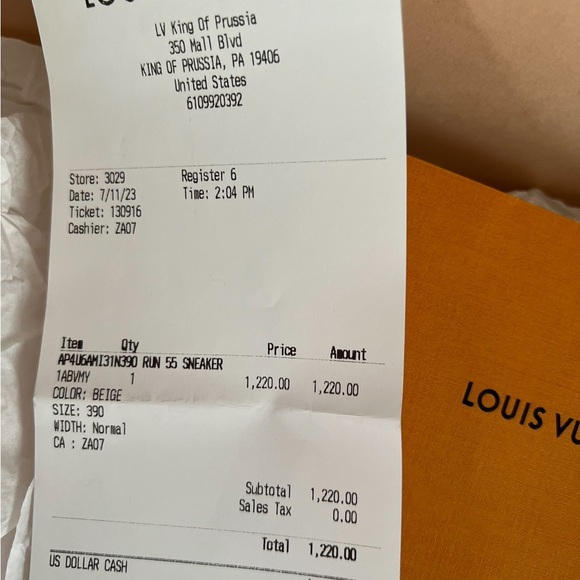 LV King Of Prussia
350 Mall Blvd
KING OF PRUSSIA, PA 19406
United States
6109920392
Store: 3029 Register 6
Date: 7/11/23 Time: 2:04 PM
Ticket: 130916
Cashier: ZA07
Item Qty Price Amount
AP4U6AMI31N390 RUN 55 SNEAKER
1ABVMY 1 1,220.00 1,220.00
COLOR: BEIGE
SIZE: 390
WIDTH: Normal
CA : ZA07
Subtotal 1,220.00
Sales Tax 0.00
Total 1,220.00
US DOLLAR CASH
LOUIS VU